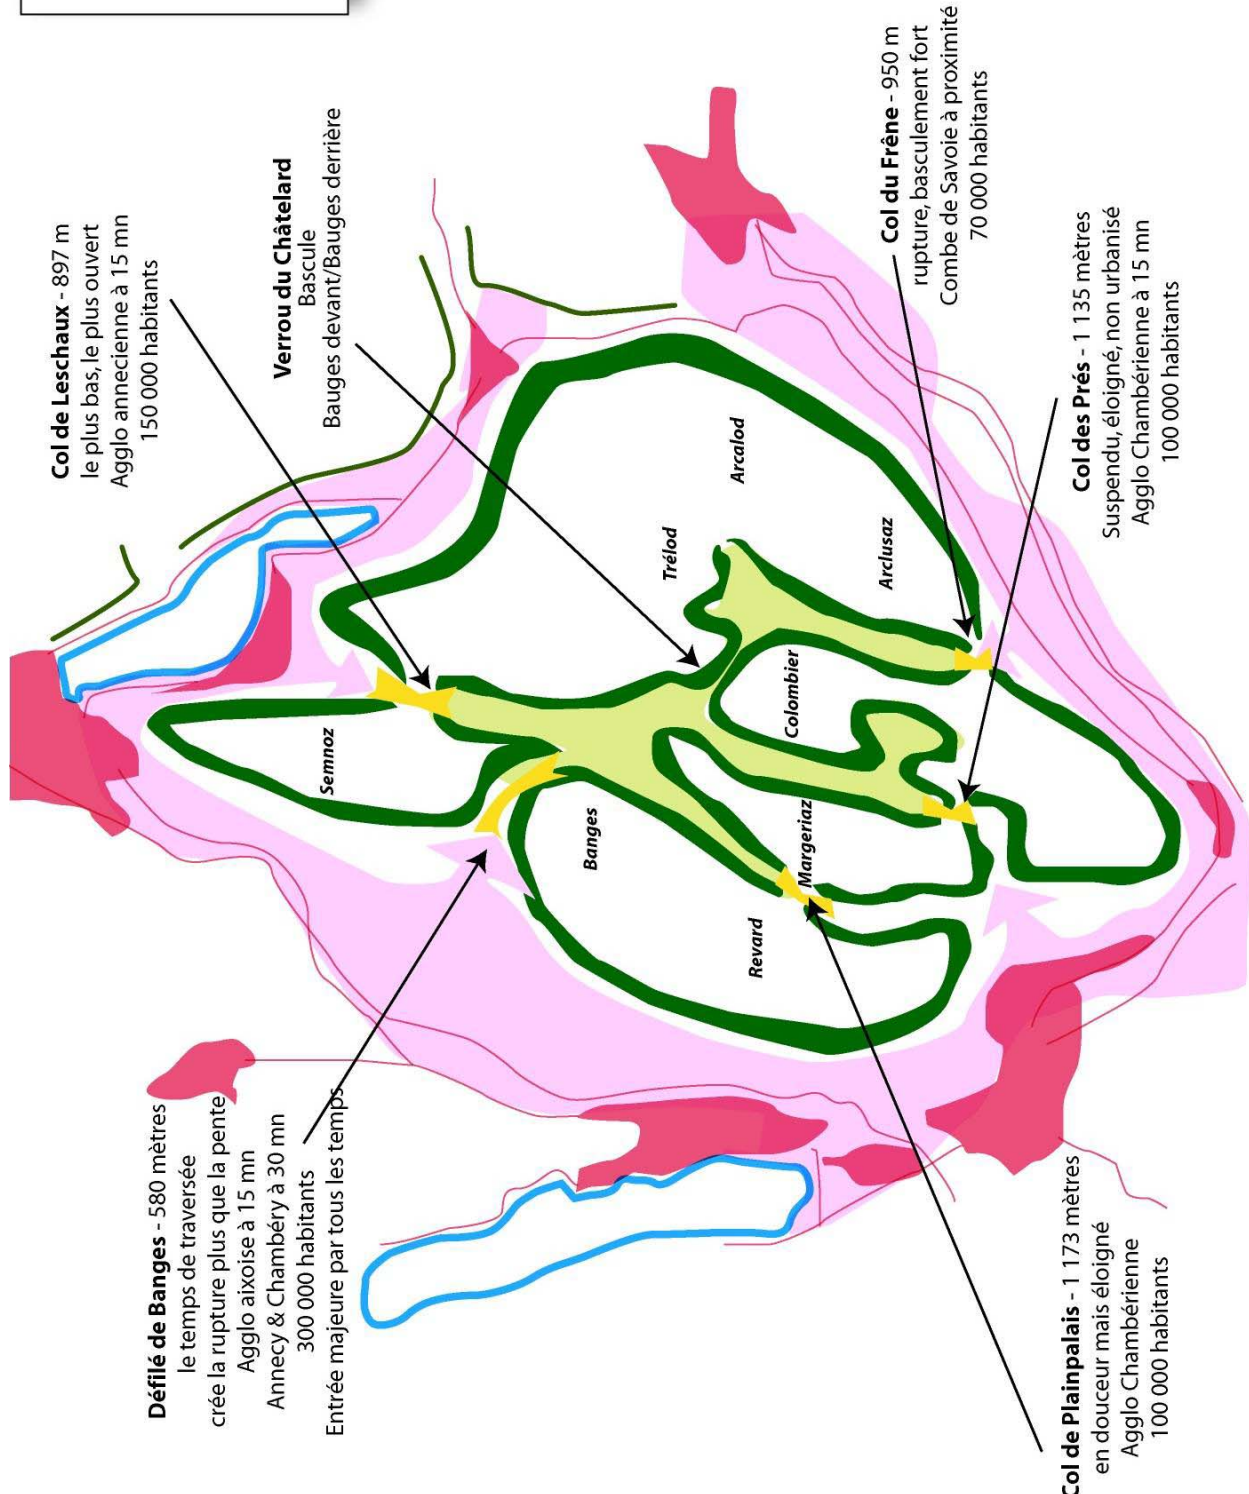 Col de Leschaux - 897 m
le plus bas, le plus ouvert
Agglo annecienne à 15 mn
150 000 habitants
Verrou du Châtelard
Bascule
Bauges devant/Bauges derrière
Col du Frêne - 950 m
rupture, basculement fort
Combe de Savoie à proximité
70 000 habitants
Col des Prés - 1 135 mètres
Suspendu, éloigné, non urbanisé
Agglo Chambérienne à 15 mn
100 000 habitants
Semnoz
Trélod
Arcalod
Arclusaz
Colombier
Banges
Margeriaz
Revard
Défilé de Banges - 580 mètres
le temps de traversée
crée la rupture plus que la pente
Agglo aixoise à 15 mn
Annecy & Chambéry à 30 mn
300 000 habitants
Entrée majeure par tous les temps
Col de Plainpalais - 1 173 mètres
en douceur mais éloigné
Agglo Chambérienne
100 000 habitants